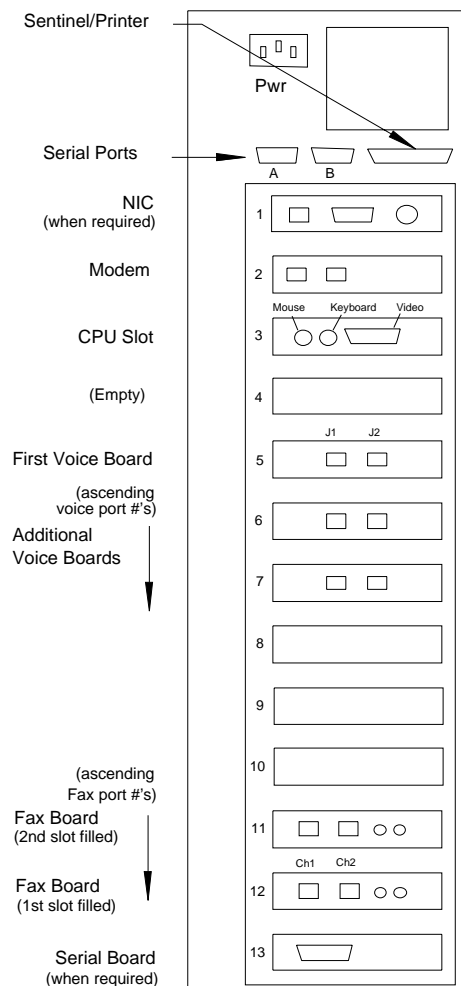 Sentinel/Printer
Pwr
Serial Ports
A
B
NIC
(when required)
1
Modem
2
Mouse
Keyboard
Video
CPU Slot
3
(Empty)
4
J1
J2
First Voice Board
5
(ascending
voice port #'s)
6
Additional
Voice Boards
7
8
9
10
(ascending
Fax port #'s)
Fax Board
(2nd slot filled)
11
Ch1
Ch2
Fax Board
(1st slot filled)
12
Serial Board
(when required)
13